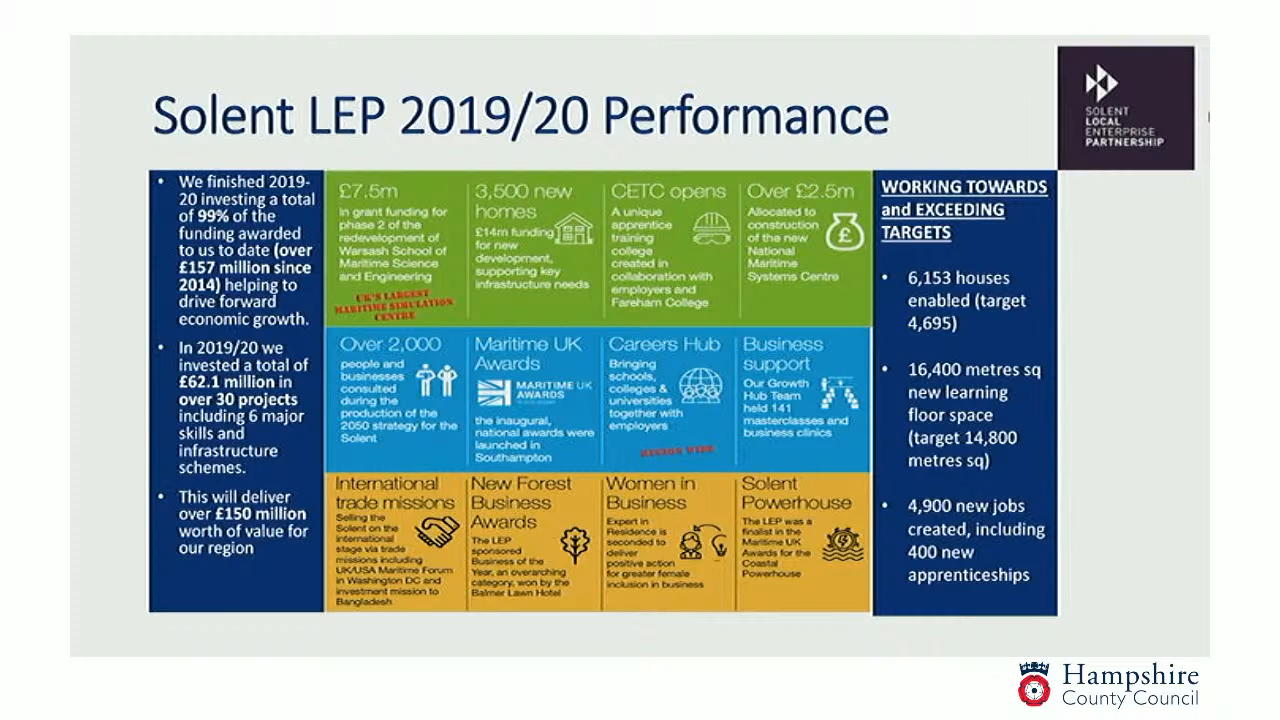 Solent LEP 2019/20 Performance
SOLENT
LOCAL
ENTERPRISE
PARTNERSHIP
• We finished 2019-
20 investing a total
of 99% of the
funding awarded
to us to date (over
£157 million since
2014) helping to
drive forward
economic growth.
• In 2019/20 we
invested a total of
£62.1 million in
over 30 projects
including 6 major
skills and
infrastructure
schemes.
• This will deliver
over £150 million
worth of value for
our region
£7.5m
in grant funding for
phase 2 of the
redevelopment of
Warsash School of
Maritime Science
and Engineering
UK'S LARGEST
MARITIME SIMULATION
CENTRE
3,500 new
homes
£14m funding
for new
development,
supporting key
infrastructure needs
CETC opens
A unique
apprentice
training
college
created in
collaboration with
employers and
Fareham College
Over £2.5m
Allocated to
construction
of the new
National
Maritime
Systems Centre
£
Over 2,000
people and
businesses
consulted
during the
production of the
2050 strategy for the
Solent
Maritime UK
Awards
MARITIME UK
AWARDS
the inaugural,
national awards were
launched in
Southampton
Careers Hub
Bringing
schools,
colleges &
universities
together with
employers
REGION WIDE
Business
support
Our Growth
Hub Team
held 141
masterclasses and
business clinics
International
trade missions
Selling the
Solent on the
international
stage via trade
missions including
UK/USA Maritime Forum
in Washington DC and
investment mission to
Bangladesh
New Forest
Business
Awards
The LEP
sponsored
Business of the
Year, an overarching
category, won by the
Balmer Lawn Hotel
Women in
Business
Expert in
Residence is
seconded to
deliver
positive action
for greater female
inclusion in business
Solent
Powerhouse
The LEP was a
finalist in the
Maritime UK
Awards for the
Coastal
Powerhouse
WORKING TOWARDS
and EXCEEDING
TARGETS
• 6,153 houses
enabled (target
4,695)
• 16,400 metres sq
new learning
floor space
(target 14,800
metres sq)
• 4,900 new jobs
created, including
400 new
apprenticeships
Hampshire
County Council